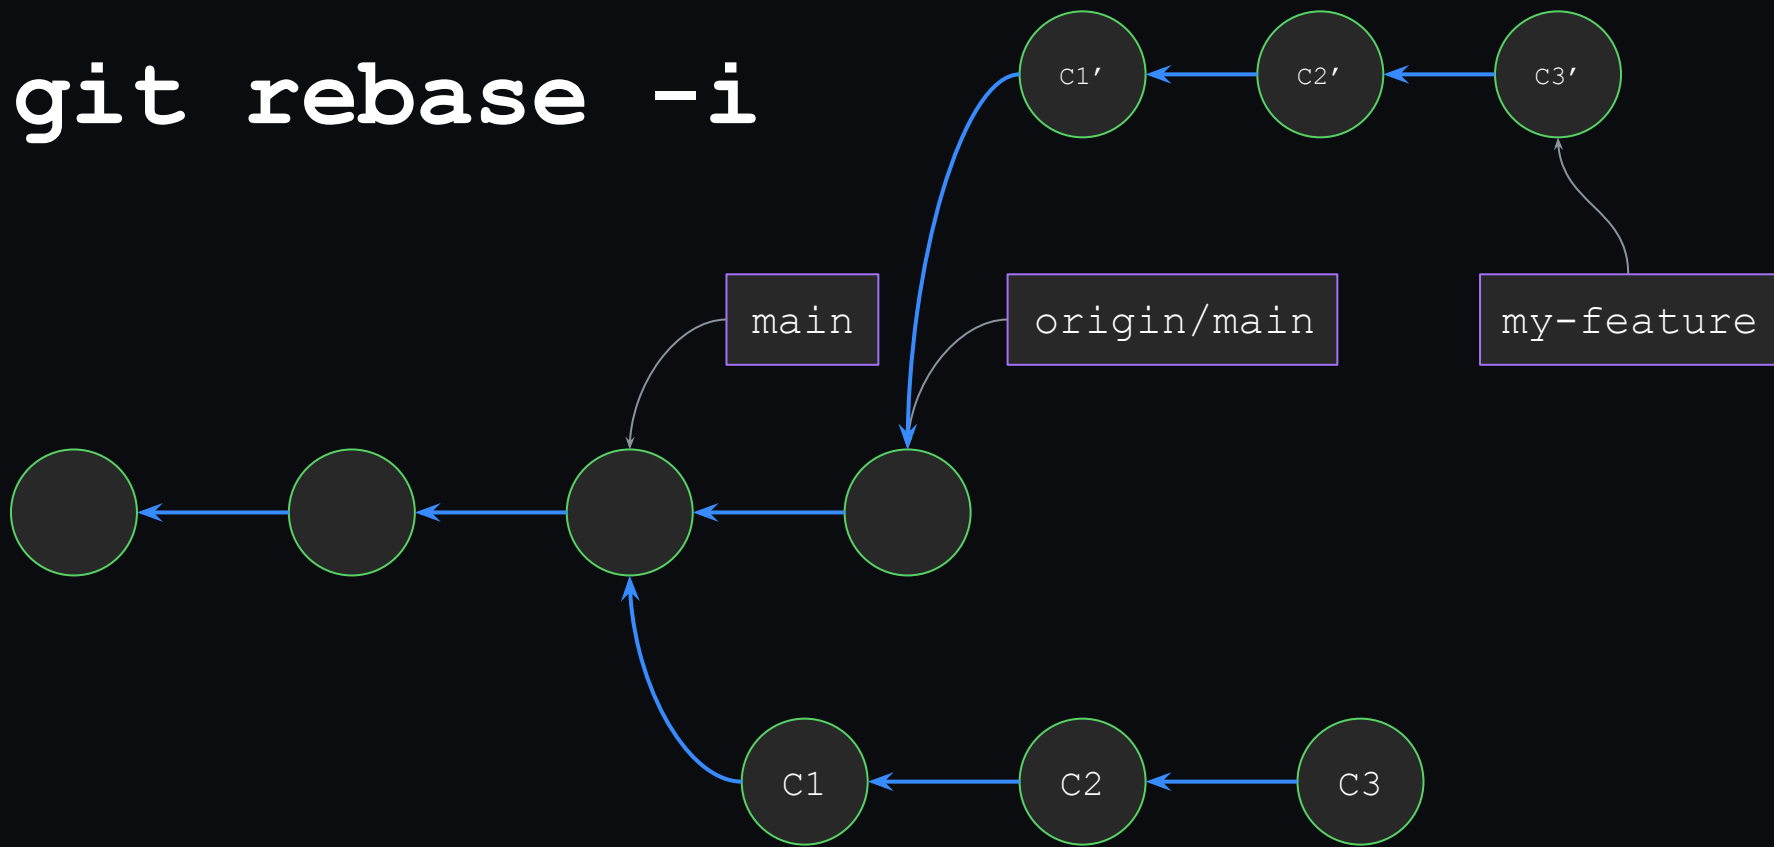 git rebase -i
C1’
C2’
C3’
main
origin/main
my-feature
C1
C2
C3